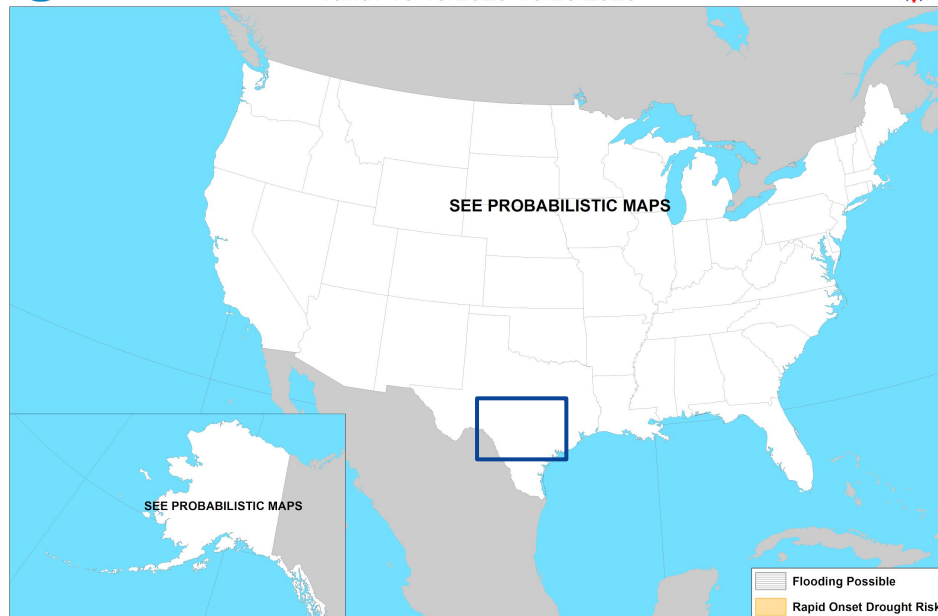 SEE PROBABILISTIC MAPS
SEE PROBABILISTIC MAPS
Flooding Possible
Rapid Onset Drought Risk